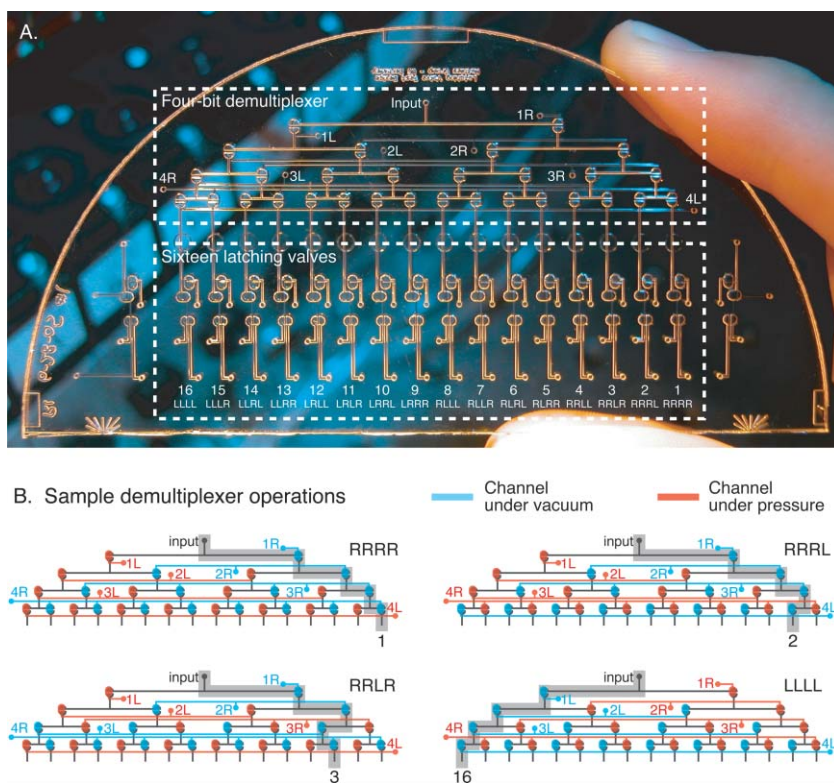 A.
Four-bit demultiplexer
Input
1R
1L
2L
2R
4R
3L
3R
4L
Sixteen latching valves
16 15 14 13 12 11 10 9 8 7 6 5 4 3 2 1
LLLL LLLR LLRL LLRR LRLL LRLR LRRL LRRR RLLL RLLR RLRL RLRR RRLL RRLR RRRL RRRR
B. Sample demultiplexer operations
Channel under vacuum
Channel under pressure
input
1R
RRRR
1L
2L
2R
4R
3L
3R
4L
1
input
1R
RRRL
1L
2L
2R
4R
3L
3R
4L
2
input
1R
RRLR
1L
2L
2R
4R
3L
3R
4L
3
input
1R
LLLL
1L
2L
2R
4R
3L
3R
4L
16